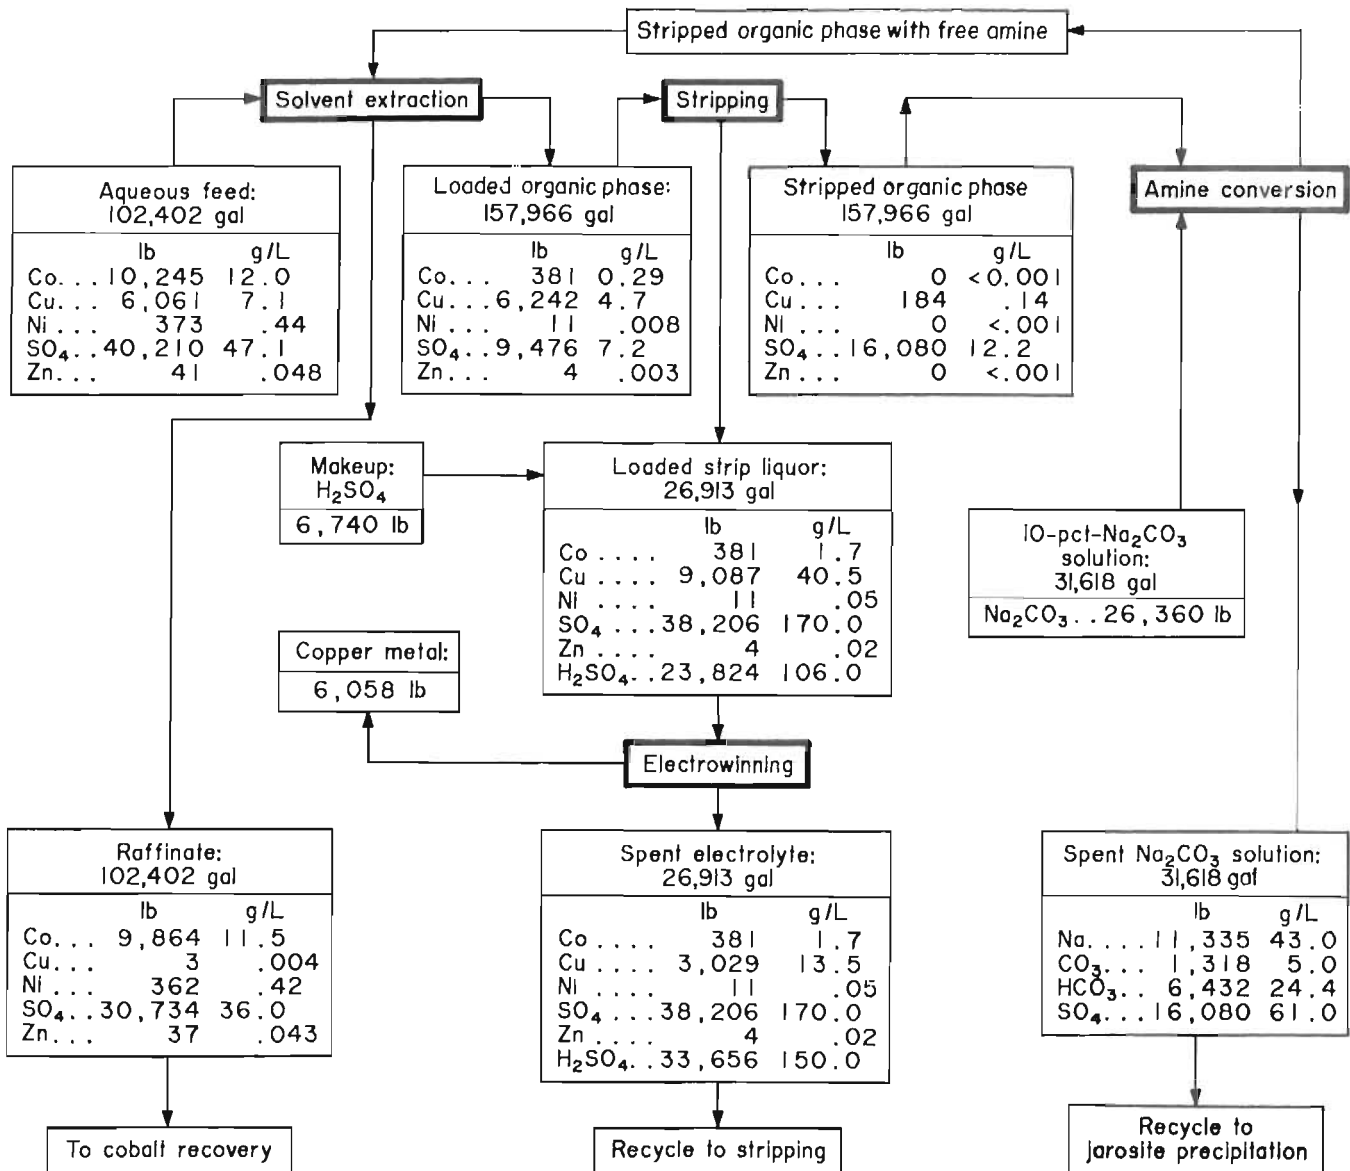 Stripped organic phase with free amine
Solvent extraction
Stripping
Amine conversion
Aqueous feed:
102,402 gal
lb g/L
Co... 10,245 12.0
Cu... 6,061 7.1
Ni... 373 .44
SO₄.. 40,210 47.1
Zn... 41 .048
Loaded organic phase:
157,966 gal
lb g/L
Co... 381 0.29
Cu... 6,242 4.7
Ni... 11 .008
SO₄.. 9,476 7.2
Zn... 4 .003
Stripped organic phase
157,966 gal
lb g/L
Co... 0 <0.001
Cu... 184 .14
Ni... 0 <.001
SO₄.. 16,080 12.2
Zn... 0 <.001
Makeup:
H₂SO₄
6,740 lb
Loaded strip liquor:
26,913 gal
lb g/L
Co .... 381 1.7
Cu .... 9,087 40.5
Ni .... 11 .05
SO₄ ... 38,206 170.0
Zn .... 4 .02
H₂SO₄.. 23,824 106.0
10-pct-Na₂CO₃
solution:
31,618 gal
Na₂CO₃.. 26,360 lb
Copper metal:
6,058 lb
Electrowinning
Raffinate:
102,402 gal
lb g/L
Co... 9,864 11.5
Cu... 3 .004
Ni... 362 .42
SO₄.. 30,734 36.0
Zn... 37 .043
Spent electrolyte:
26,913 gal
lb g/L
Co .... 381 1.7
Cu .... 3,029 13.5
Ni .... 11 .05
SO₄ ... 38,206 170.0
Zn .... 4 .02
H₂SO₄.. 33,656 150.0
Spent Na₂CO₃ solution:
31,618 gal
lb g/L
Na.... 11,335 43.0
CO₃... 1,318 5.0
HCO₃.. 6,432 24.4
SO₄... 16,080 61.0
To cobalt recovery
Recycle to stripping
Recycle to
jarosite precipitation